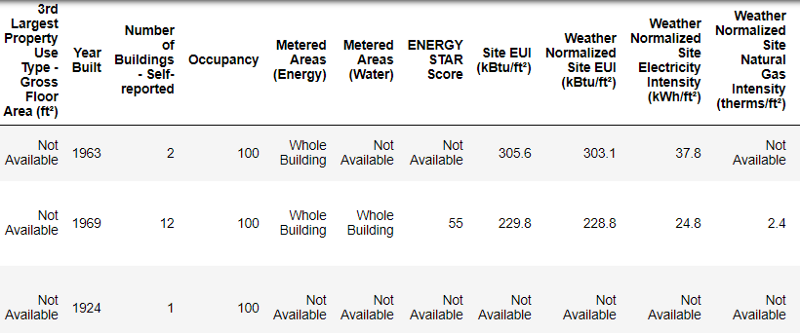 3rd Largest Property Use Type - Gross Floor Area (ft²) Year Built Number of Buildings - Self-reported Occupancy Metered Areas (Energy) Metered Areas (Water) ENERGY STAR Score Site EUI (kBtu/ft²) Weather Normalized Site EUI (kBtu/ft²) Weather Normalized Site Electricity Intensity (kWh/ft²) Weather Normalized Site Natural Gas Intensity (therms/ft²)
Not Available 1963 2 100 Whole Building Not Available Not Available 305.6 303.1 37.8 Not Available
Not Available 1969 12 100 Whole Building Whole Building 55 229.8 228.8 24.8 2.4
Not Available 1924 1 100 Not Available Not Available Not Available Not Available Not Available Not Available Not Available